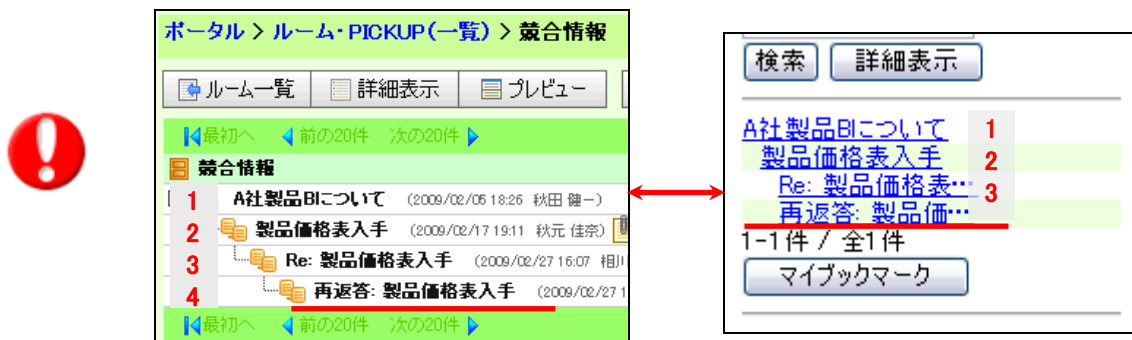 ポータル > ルーム・PICKUP(一覧) > 競合情報
ルーム一覧 詳細表示 プレビュー
最初へ 前の20件 次の20件
競合情報
1 A社製品BIについて (2009/02/05 18:26 秋田 健一)
2 製品価格表入手 (2009/02/17 19:11 秋元 佳奈)
3 Re: 製品価格表入手 (2009/02/27 16:07 相川
4 再返答: 製品価格表入手 (2009/02/27 1
最初へ 前の20件 次の20件
検索 詳細表示
A社製品BIについて 1
製品価格表入手 2
Re: 製品価格表… 3
再返答: 製品価…
1-1件 / 全1件
マイブックマーク